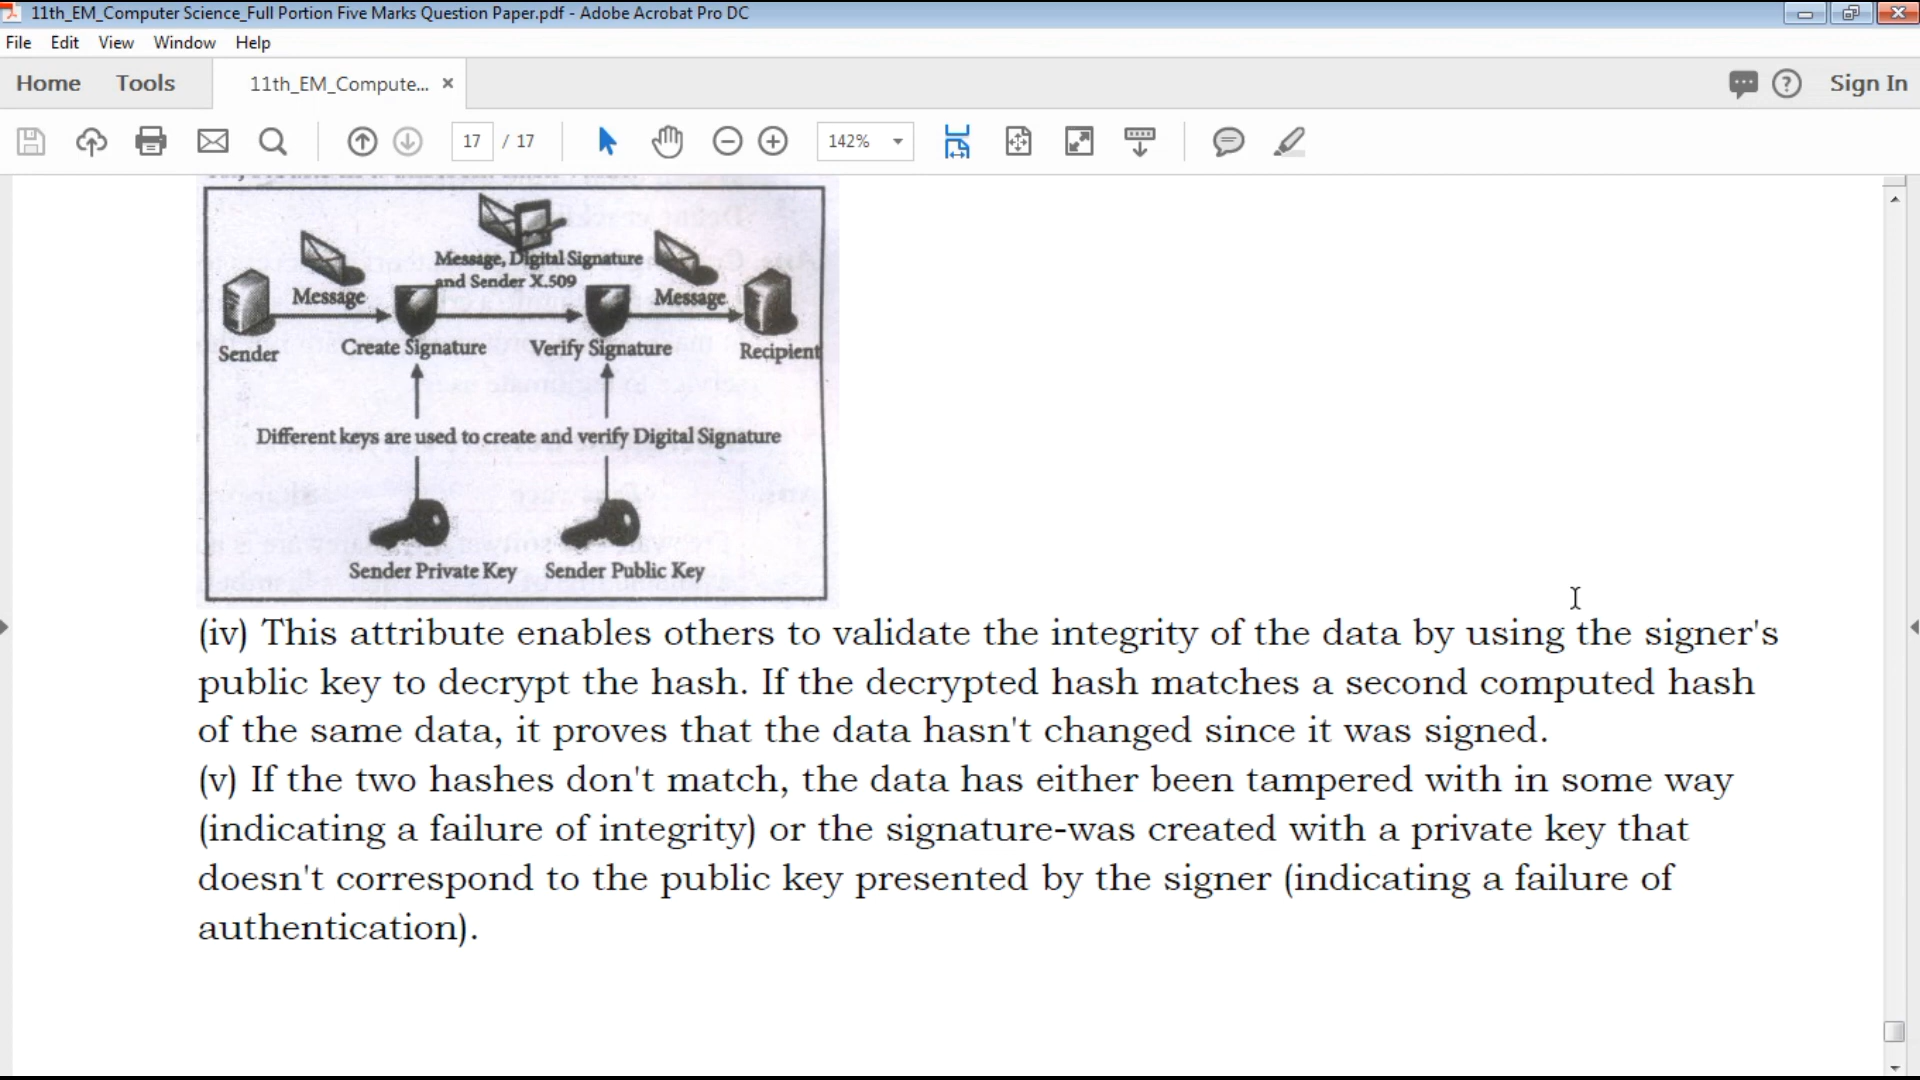 11th_EM_Computer Science_Full Portion Five Marks Question Paper.pdf - Adobe Acrobat Pro DC
File Edit View Window Help
Home Tools 11th_EM_Compute... × Sign In
17 / 17 142%
Message, Digital Signature
and Sender X.509
Message Message
Sender Create Signature Verify Signature Recipient
Different keys are used to create and verify Digital Signature
Sender Private Key Sender Public Key
(iv) This attribute enables others to validate the integrity of the data by using the signer's
public key to decrypt the hash. If the decrypted hash matches a second computed hash
of the same data, it proves that the data hasn't changed since it was signed.
(v) If the two hashes don't match, the data has either been tampered with in some way
(indicating a failure of integrity) or the signature-was created with a private key that
doesn't correspond to the public key presented by the signer (indicating a failure of
authentication).